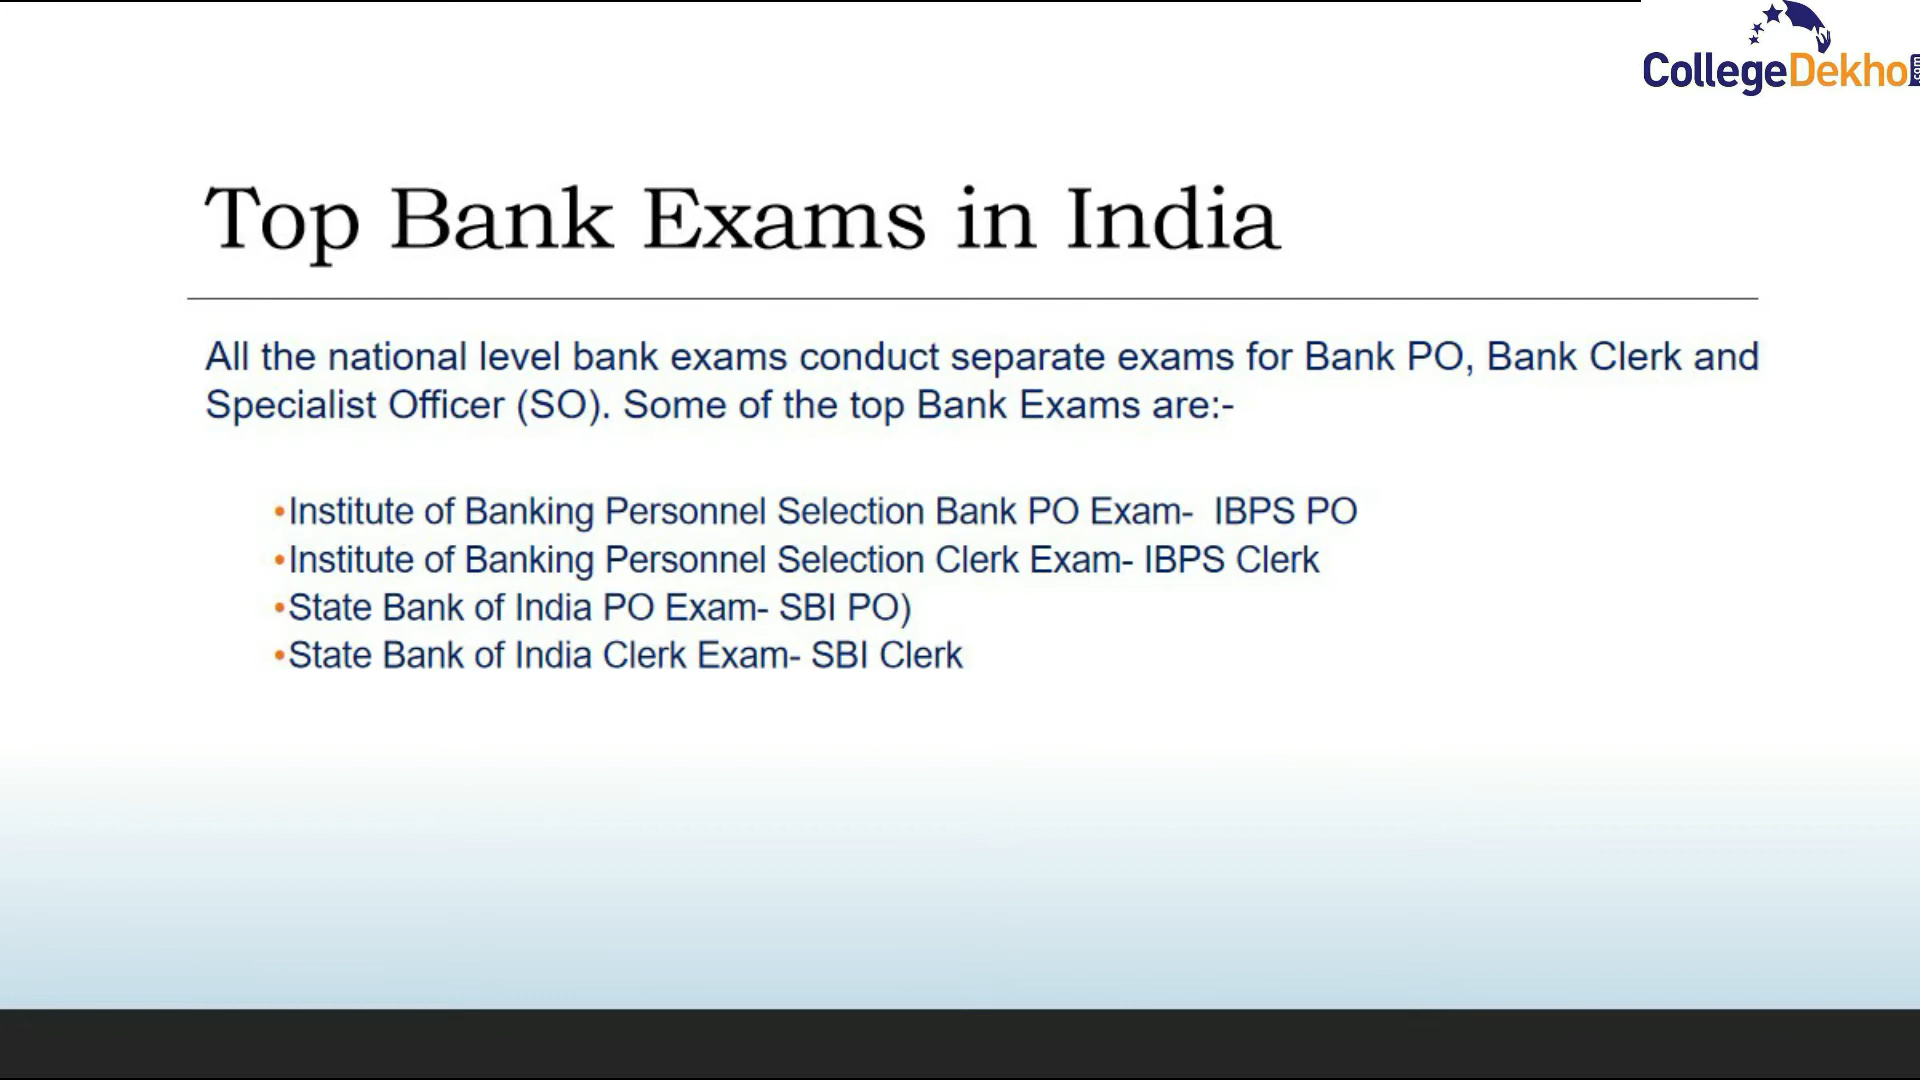 CollegeDekho.com
Top Bank Exams in India
All the national level bank exams conduct separate exams for Bank PO, Bank Clerk and
Specialist Officer (SO). Some of the top Bank Exams are:-
•Institute of Banking Personnel Selection Bank PO Exam-  IBPS PO
•Institute of Banking Personnel Selection Clerk Exam- IBPS Clerk
•State Bank of India PO Exam- SBI PO)
•State Bank of India Clerk Exam- SBI Clerk